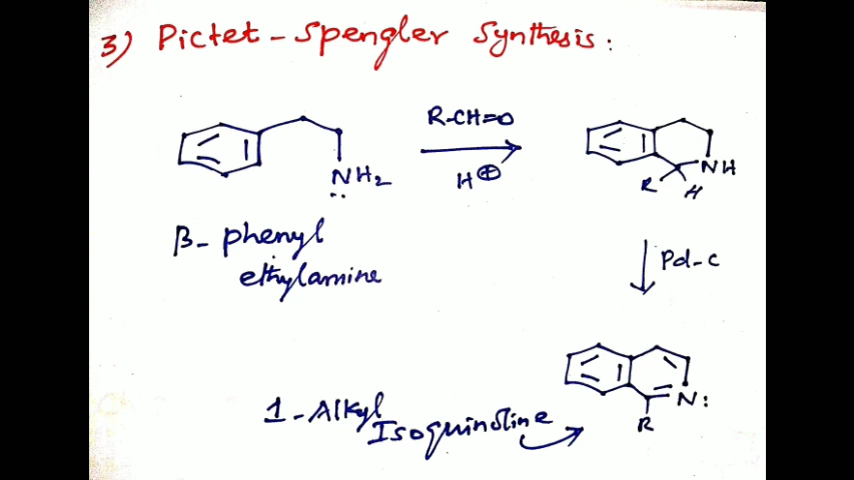 3) Pictet-Spengler Synthesis:
R-CH=O
H⊕
NH2
NH
R
H
β-phenyl
ethylamine
Pd-C
1-Alkyl
Isoquinoline
N:
R